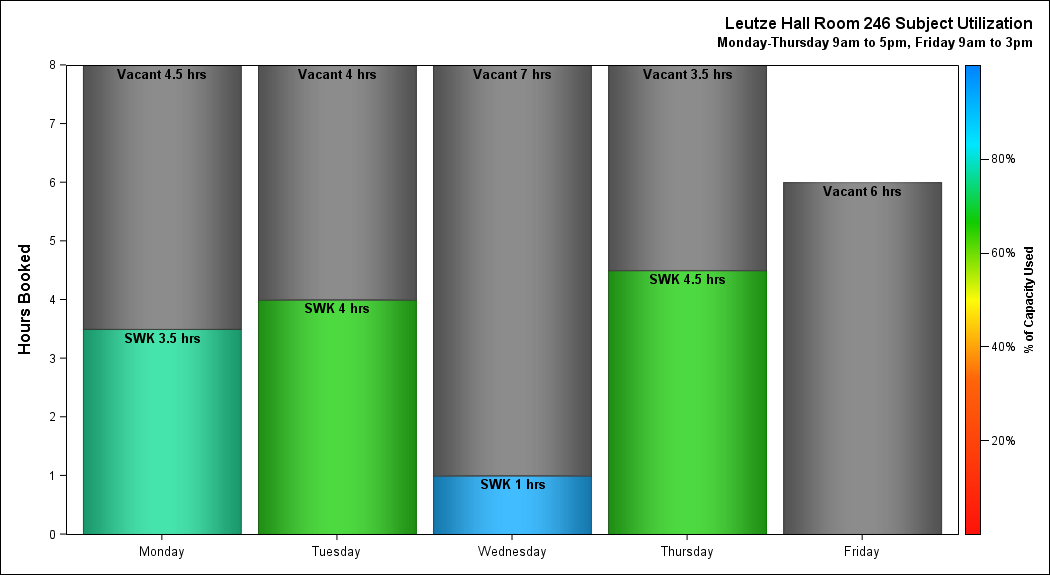 Leutze Hall Room 246 Subject Utilization
Monday-Thursday 9am to 5pm, Friday 9am to 3pm
Hours Booked
8
7
6
5
4
3
2
1
0
Vacant 4.5 hrs
SWK 3.5 hrs
Vacant 4 hrs
SWK 4 hrs
Vacant 7 hrs
SWK 1 hrs
Vacant 3.5 hrs
SWK 4.5 hrs
Vacant 6 hrs
Monday
Tuesday
Wednesday
Thursday
Friday
80%
60%
40%
20%
% of Capacity Used